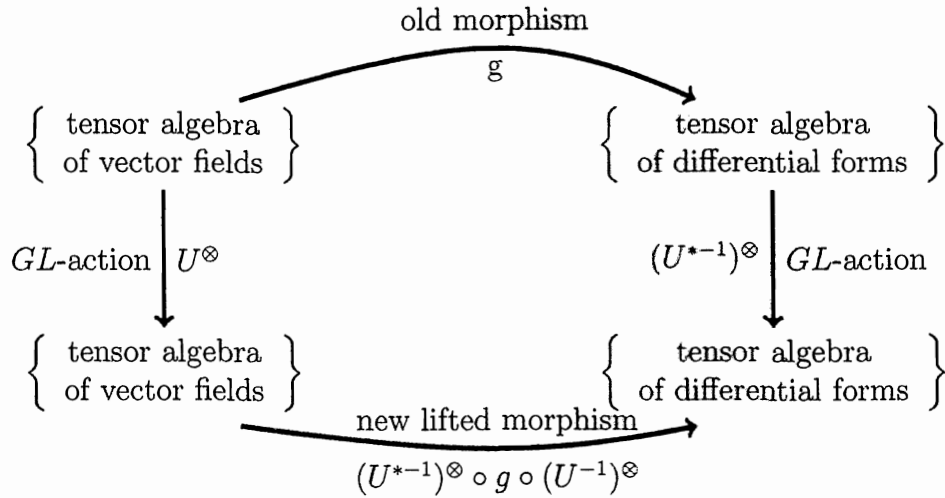 old morphism
g
{ tensor algebra of vector fields }
{ tensor algebra of differential forms }
GL-action
U^⊗
(U^{*-1})^⊗
GL-action
{ tensor algebra of vector fields }
{ tensor algebra of differential forms }
new lifted morphism
(U^{*-1})^⊗ ∘ g ∘ (U^{-1})^⊗